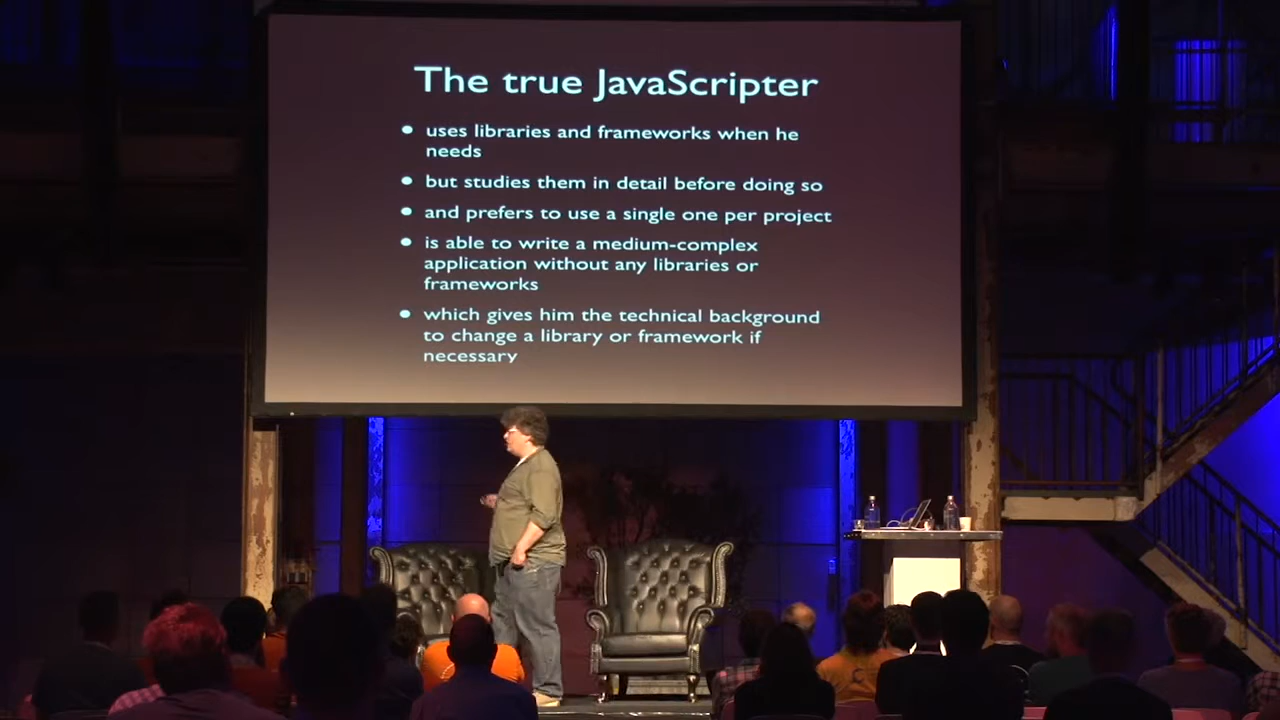 The true JavaScripter
• uses libraries and frameworks when he
needs
• but studies them in detail before doing so
• and prefers to use a single one per project
• is able to write a medium-complex
application without any libraries or
frameworks
• which gives him the technical background
to change a library or framework if
necessary